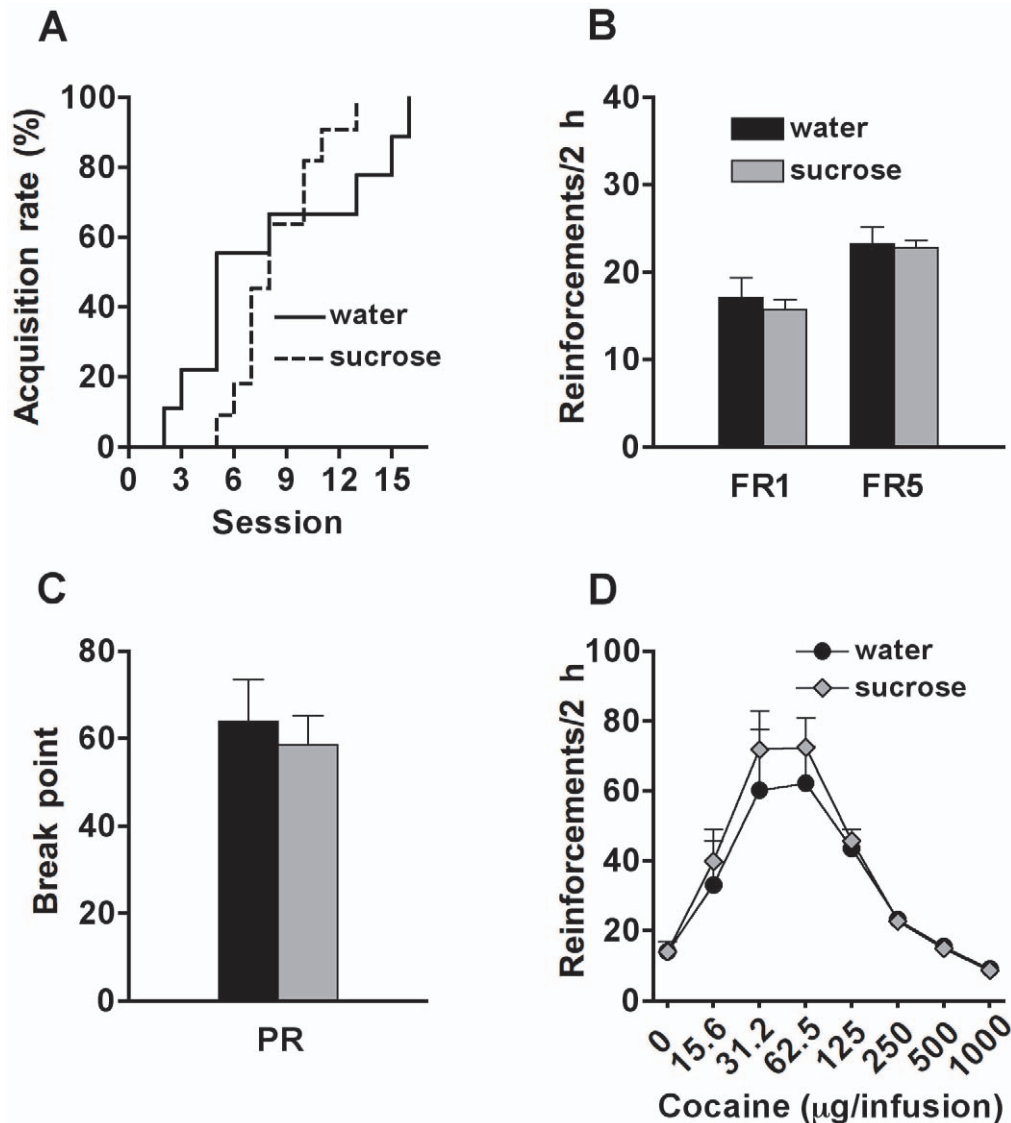 A
Acquisition rate (%)
100
80
60
40
20
0
water
sucrose
0 3 6 9 12 15
Session
B
Reinforcements/2 h
40
30
20
10
0
water
sucrose
FR1 FR5
C
Break point
80
60
40
20
0
PR
D
Reinforcements/2 h
100
80
60
40
20
0
water
sucrose
0 15.6 31.2 62.5 125 250 500 1000
Cocaine (μg/infusion)